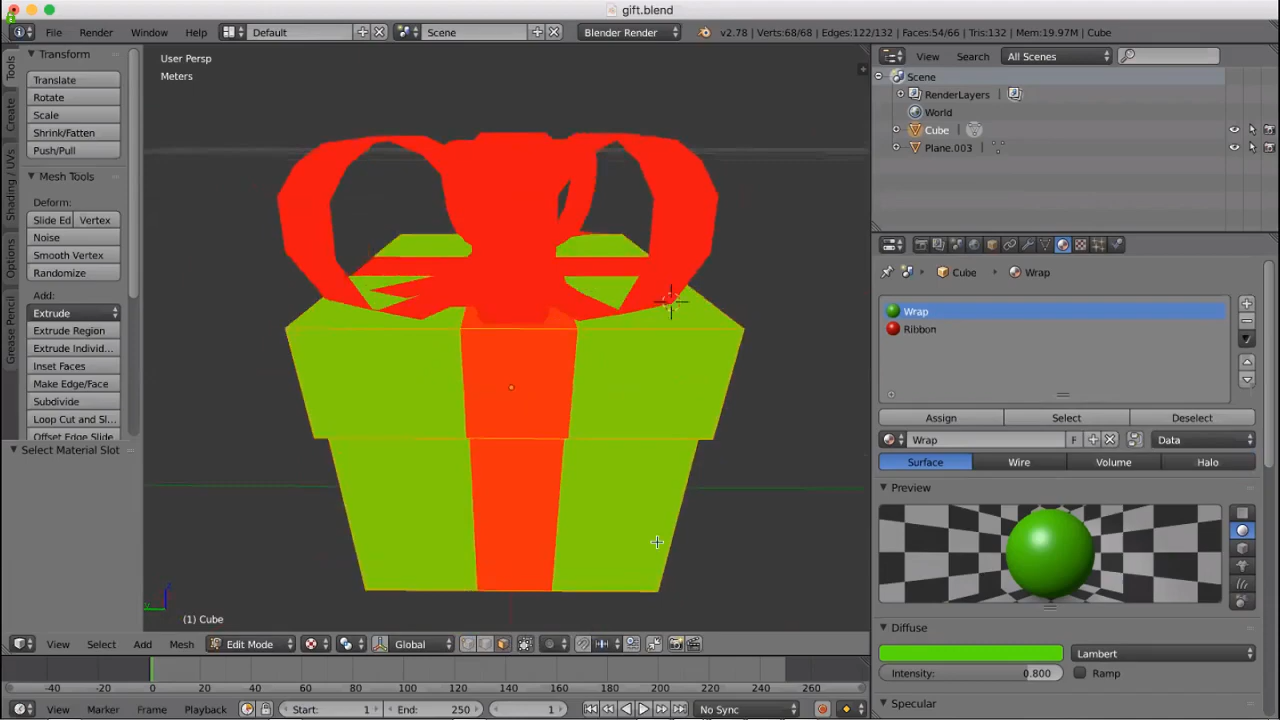 gift.blend
File Render Window Help Default Scene Blender Render v2.78 | Verts:68/68 | Edges:122/132 | Faces:54/66 | Tris:132 | Mem:19.97M | Cube
Tools
Create
Shading / UVs
Options
Grease Pencil
Transform
Translate
Rotate
Scale
Shrink/Fatten
Push/Pull
Mesh Tools
Deform:
Slide Ed Vertex
Noise
Smooth Vertex
Randomize
Add:
Extrude
Extrude Region
Extrude Individ...
Inset Faces
Make Edge/Face
Subdivide
Loop Cut and Sl...
Offset Edge Slide
Select Material Slot
User Persp
Meters
(1) Cube
View Select Add Mesh Edit Mode Global
-40 -20 0 20 40 60 80 100 120 140 160 180 200 220 240 260
View Marker Frame Playback Start: 1 End: 250 1 No Sync
View Search All Scenes
Scene
RenderLayers
World
Cube
Plane.003
Cube Wrap
Wrap
Ribbon
Assign Select Deselect
Wrap F Data
Surface Wire Volume Halo
Preview
Diffuse
Lambert
Intensity: 0.800 Ramp
Specular